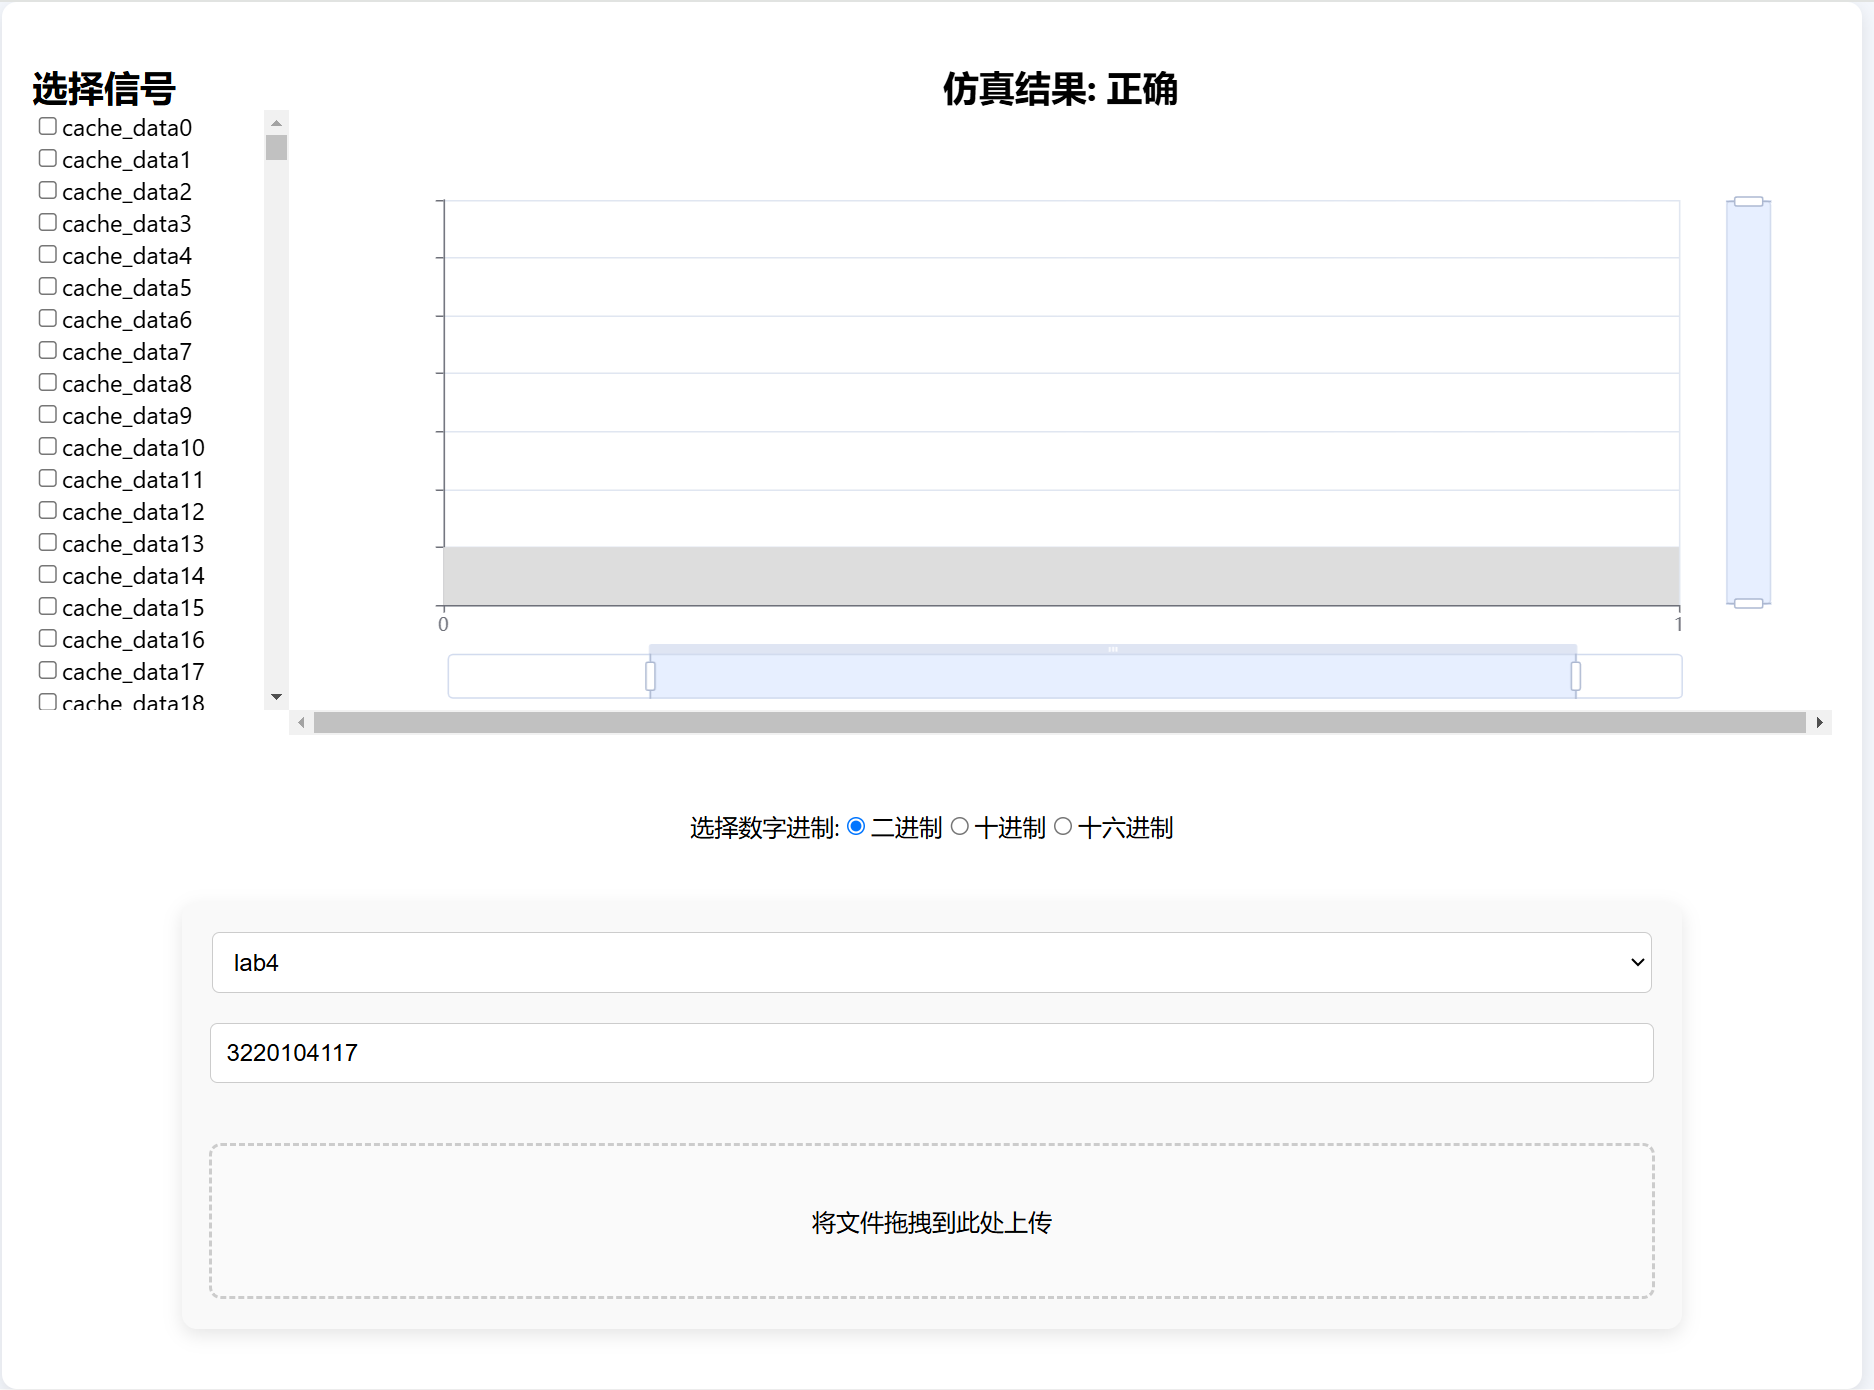 选择信号
cache_data0
cache_data1
cache_data2
cache_data3
cache_data4
cache_data5
cache_data6
cache_data7
cache_data8
cache_data9
cache_data10
cache_data11
cache_data12
cache_data13
cache_data14
cache_data15
cache_data16
cache_data17
cache_data18
仿真结果: 正确
0 1
选择数字进制: 二进制 十进制 十六进制
lab4
3220104117
将文件拖拽到此处上传